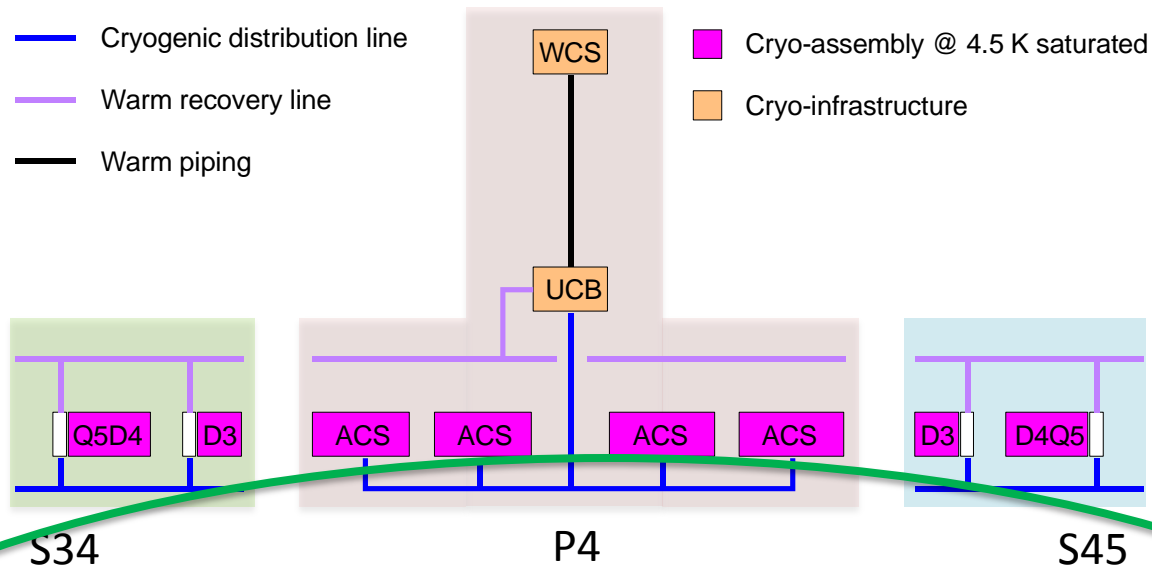 Cryogenic distribution line
Warm recovery line
Warm piping
WCS
Cryo-assembly @ 4.5 K saturated
Cryo-infrastructure
UCB
Q5D4
D3
ACS
ACS
ACS
ACS
D3
D4Q5
S34
P4
S45